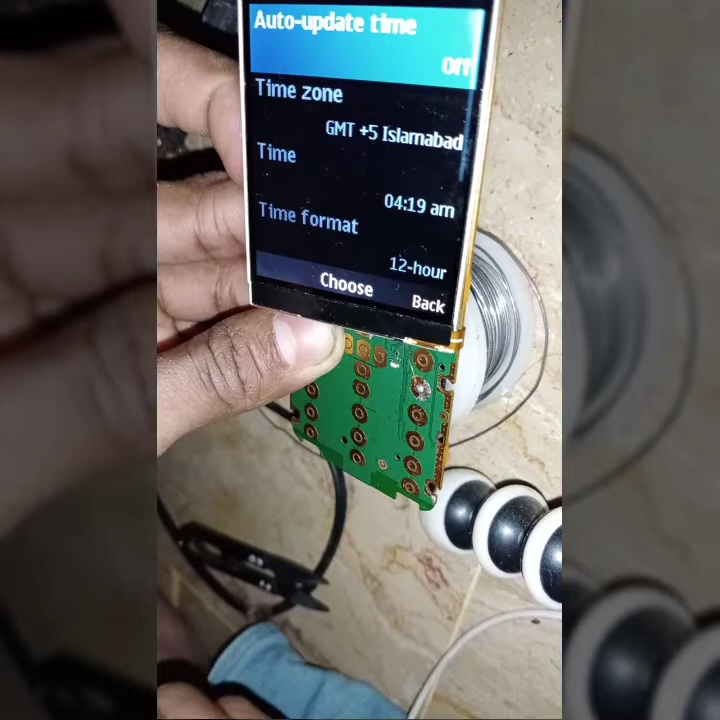 Auto-update time
Off
Time zone
GMT +5 Islamabad
Time
04:19 am
Time format
12-hour
Choose
Back